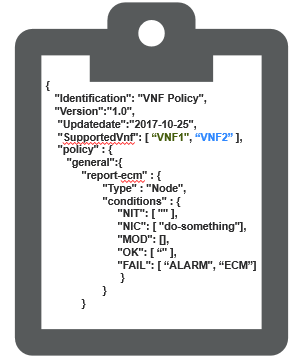 {
"Identification": "VNF Policy",
"Version":"1.0",
"Updatedate":"2017-10-25",
"SupportedVnf": [ “VNF1", “VNF2” ],
"policy" : {
"general":{
"report-ecm" : {
"Type" : "Node",
"conditions" : {
"NIT": [ "" ],
"NIC": [ "do-something"],
"MOD": [],
"OK": [ “" ],
"FAIL": [ “ALARM", “ECM”]
}
}
}